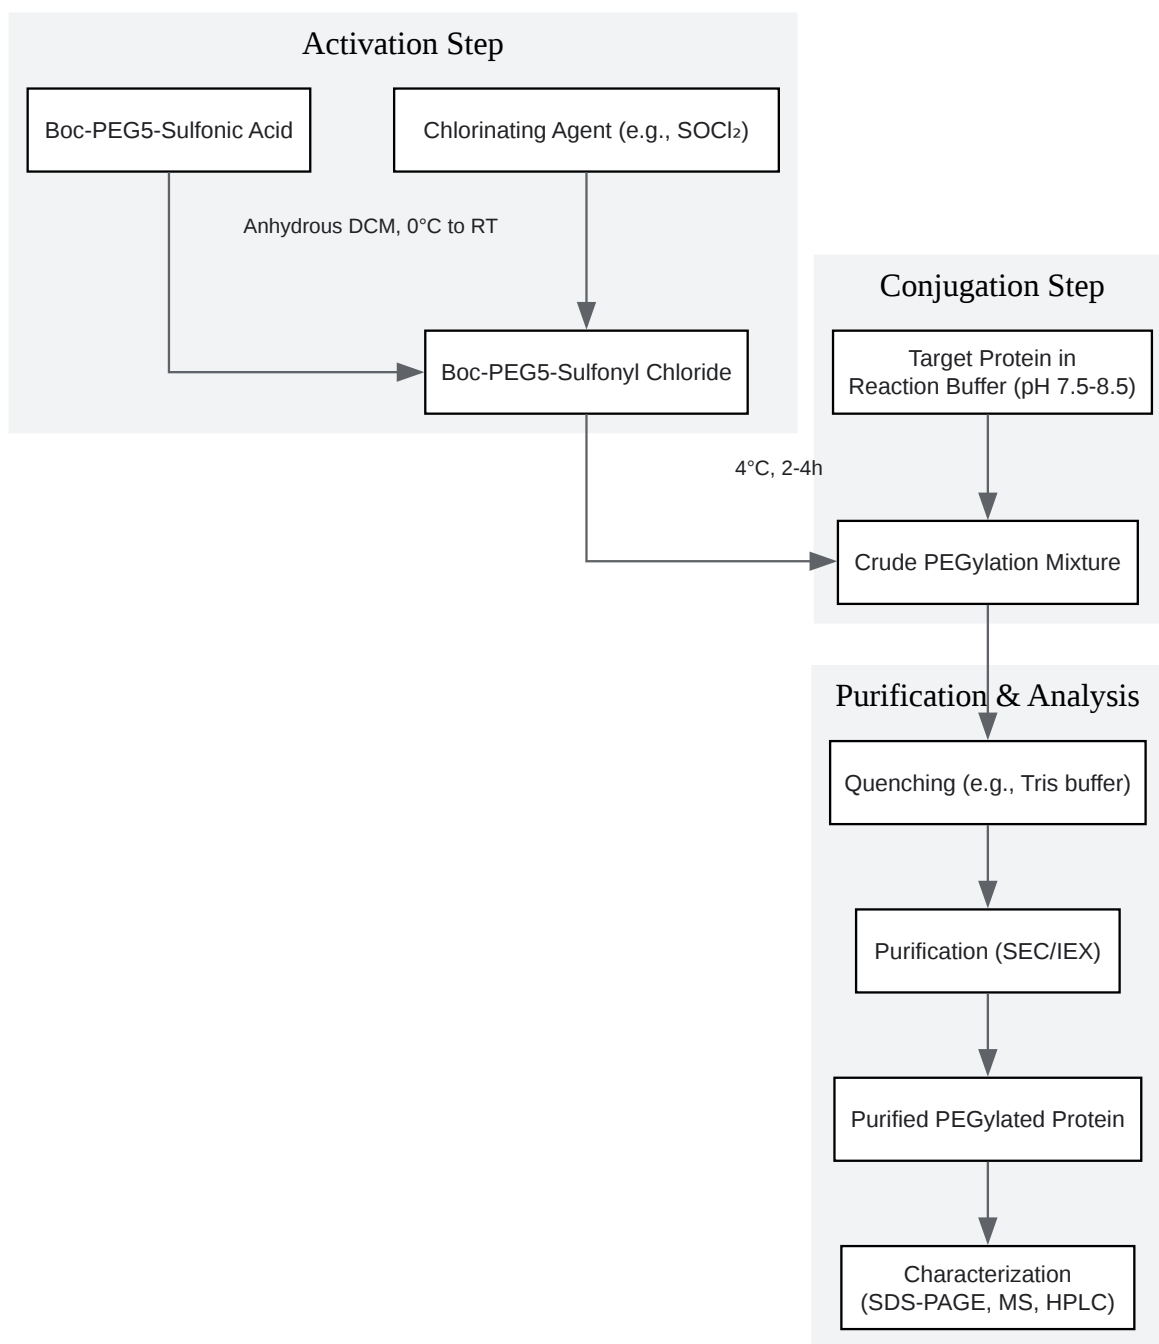 Activation Step
Boc-PEG5-Sulfonic Acid
Chlorinating Agent (e.g., SOCl₂)
Anhydrous DCM, 0°C to RT
Boc-PEG5-Sulfonyl Chloride
Conjugation Step
Target Protein in
Reaction Buffer (pH 7.5-8.5)
4°C, 2-4h
Crude PEGylation Mixture
Purification & Analysis
Quenching (e.g., Tris buffer)
Purification (SEC/IEX)
Purified PEGylated Protein
Characterization
(SDS-PAGE, MS, HPLC)